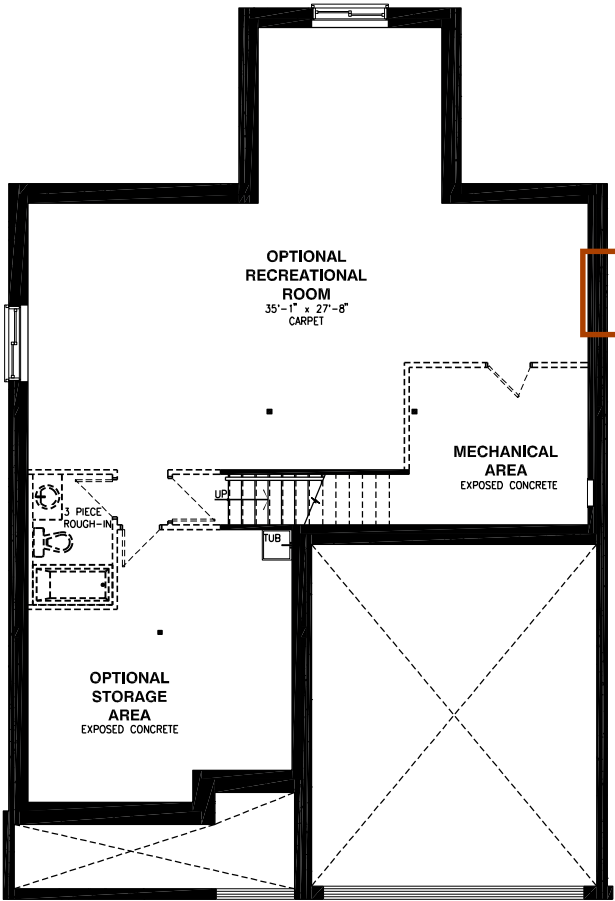 OPTIONAL
RECREATIONAL
ROOM
35'-1" x 27'-8"
CARPET
MECHANICAL
AREA
EXPOSED CONCRETE
UP
3 PIECE
ROUGH-IN
TUB
OPTIONAL
STORAGE
AREA
EXPOSED CONCRETE